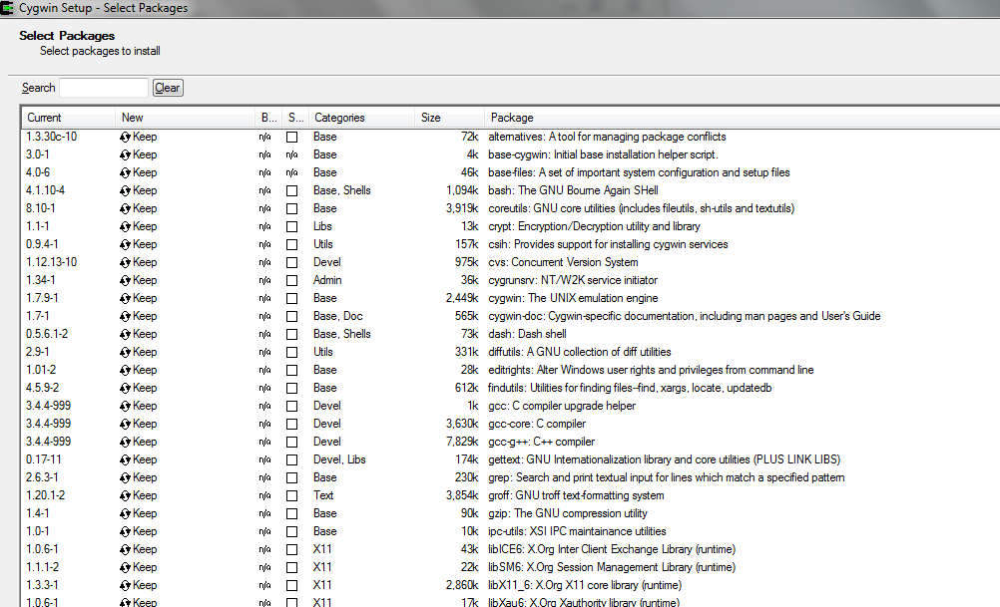 Cygwin Setup - Select Packages
Select Packages
Select packages to install
Search Clear
Current New B... S... Categories Size Package
1.3.30c-10 Keep n/a Base 72k alternatives: A tool for managing package conflicts
3.0-1 Keep n/a n/a Base 4k base-cygwin: Initial base installation helper script.
4.0-6 Keep n/a n/a Base 46k base-files: A set of important system configuration and setup files
4.1.10-4 Keep n/a Base, Shells 1,094k bash: The GNU Bourne Again SHell
8.10-1 Keep n/a Base 3,919k coreutils: GNU core utilities (includes fileutils, sh-utils and textutils)
1.1-1 Keep n/a Libs 13k crypt: Encryption/Decryption utility and library
0.9.4-1 Keep n/a Utils 157k csih: Provides support for installing cygwin services
1.12.13-10 Keep n/a Devel 975k cvs: Concurrent Version System
1.34-1 Keep n/a Admin 36k cygrunsrv: NT/W2K service initiator
1.7.9-1 Keep n/a Base 2,449k cygwin: The UNIX emulation engine
1.7-1 Keep n/a Base, Doc 565k cygwin-doc: Cygwin-specific documentation, including man pages and User's Guide
0.5.6.1-2 Keep n/a Base, Shells 73k dash: Dash shell
2.9-1 Keep n/a Utils 331k diffutils: A GNU collection of diff utilities
1.01-2 Keep n/a Base 28k editrights: Alter Windows user rights and privileges from command line
4.5.9-2 Keep n/a Base 612k findutils: Utilities for finding files--find, xargs, locate, updatedb
3.4.4-999 Keep n/a Devel 1k gcc: C compiler upgrade helper
3.4.4-999 Keep n/a Devel 3,630k gcc-core: C compiler
3.4.4-999 Keep n/a Devel 7,829k gcc-g++: C++ compiler
0.17-11 Keep n/a Devel, Libs 174k gettext: GNU Internationalization library and core utilities (PLUS LINK LIBS)
2.6.3-1 Keep n/a Base 230k grep: Search and print textual input for lines which match a specified pattern
1.20.1-2 Keep n/a Text 3,854k groff: GNU troff text-formatting system
1.4-1 Keep n/a Base 90k gzip: The GNU compression utility
1.0-1 Keep n/a Base 10k ipc-utils: XSI IPC maintainance utilities
1.0.6-1 Keep n/a X11 43k libICE6: X.Org Inter Client Exchange Library (runtime)
1.1.1-2 Keep n/a X11 22k libSM6: X.Org Session Management Library (runtime)
1.3.3-1 Keep n/a X11 2,860k libX11_6: X.Org X11 core library (runtime)
1.0.6-1 Keep n/a X11 17k libXau6: X.Org Xauthority library (runtime)